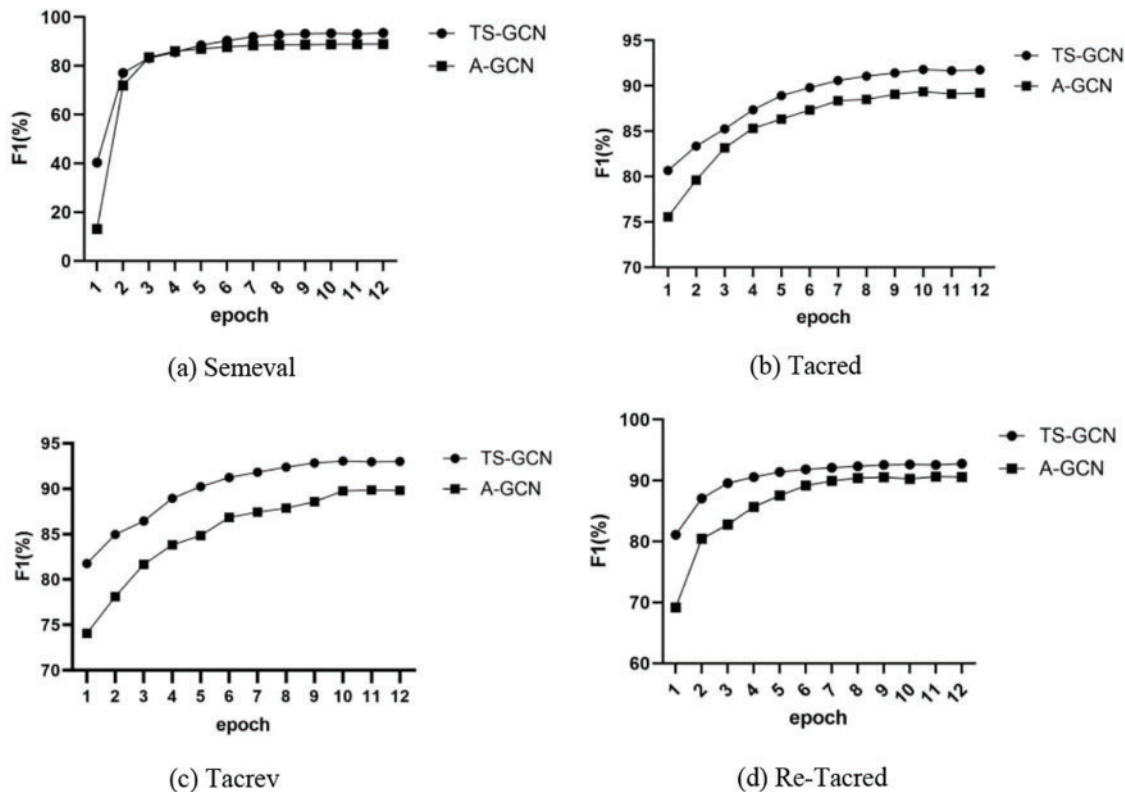 100
80
60
40
20
0
F1(%)
1 2 3 4 5 6 7 8 9 10 11 12
epoch
TS-GCN
A-GCN
(a) Semeval
95
90
85
80
75
70
F1(%)
1 2 3 4 5 6 7 8 9 10 11 12
epoch
TS-GCN
A-GCN
(b) Tacred
95
90
85
80
75
70
F1(%)
1 2 3 4 5 6 7 8 9 10 11 12
epoch
TS-GCN
A-GCN
(c) Tacrev
100
90
80
70
60
F1(%)
1 2 3 4 5 6 7 8 9 10 11 12
epoch
TS-GCN
A-GCN
(d) Re-Tacred